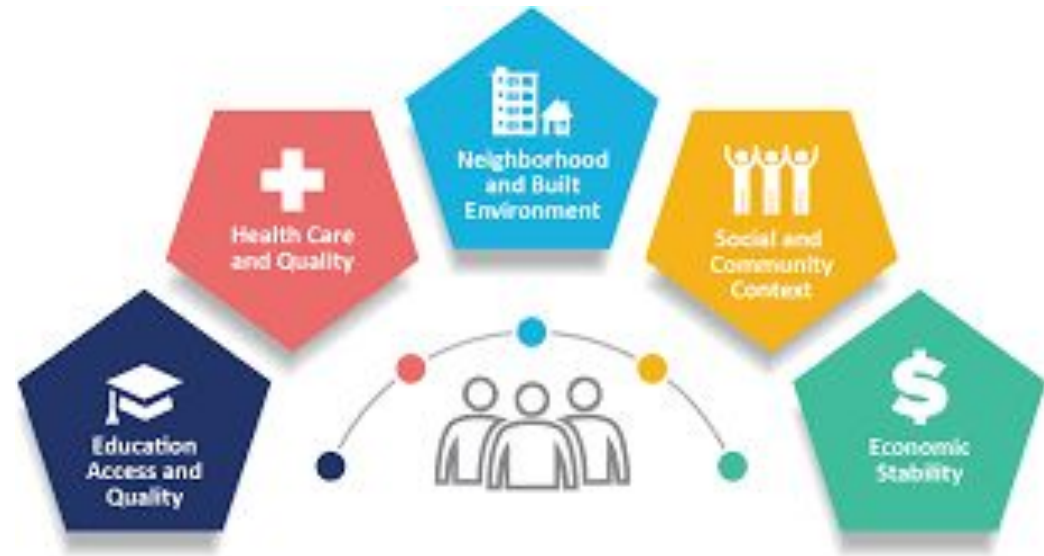 Education
Access and
Quality
Health Care
and Quality
Neighborhood
and Built
Environment
Social and
Community
Context
$
Economic
Stability